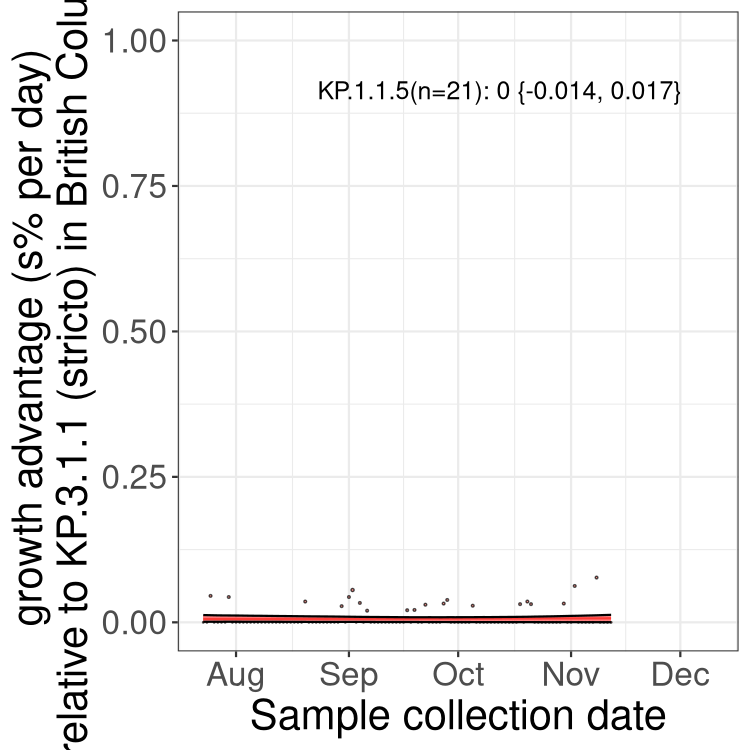 growth advantage (s% per day)
relative to KP.3.1.1 (stricto) in British Colu
1.00
0.75
0.50
0.25
0.00
KP.1.1.5(n=21): 0 {-0.014, 0.017}
Aug Sep Oct Nov Dec
Sample collection date